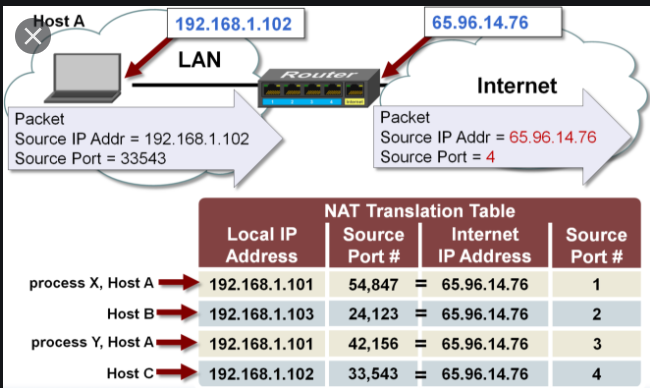 Host A
192.168.1.102
65.96.14.76
LAN
Router
Internet
1 2 3 4 Internet
Packet
Source IP Addr = 192.168.1.102
Source Port = 33543
Packet
Source IP Addr = 65.96.14.76
Source Port = 4
NAT Translation Table
Local IP Address
Source Port #
Internet IP Address
Source Port #
process X, Host A 192.168.1.101 54,847 = 65.96.14.76 1
Host B 192.168.1.103 24,123 = 65.96.14.76 2
process Y, Host A 192.168.1.101 42,156 = 65.96.14.76 3
Host C 192.168.1.102 33,543 = 65.96.14.76 4